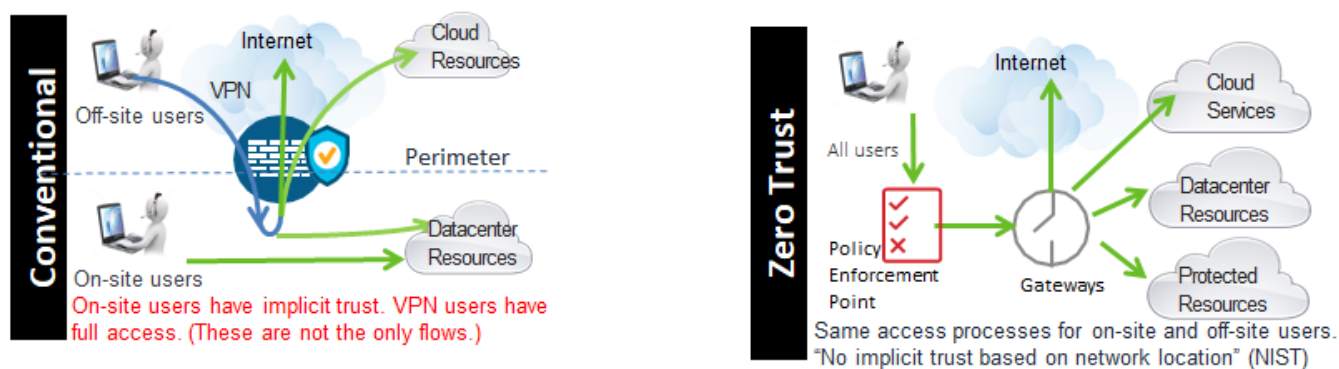 Conventional
Internet
Cloud
Resources
VPN
Off-site users
Perimeter
Datacenter
Resources
On-site users
On-site users have implicit trust. VPN users have
full access. (These are not the only flows.)
Zero Trust
Internet
Cloud
Services
All users
Datacenter
Resources
Policy
Enforcement
Point
Gateways
Protected
Resources
Same access processes for on-site and off-site users.
“No implicit trust based on network location” (NIST)